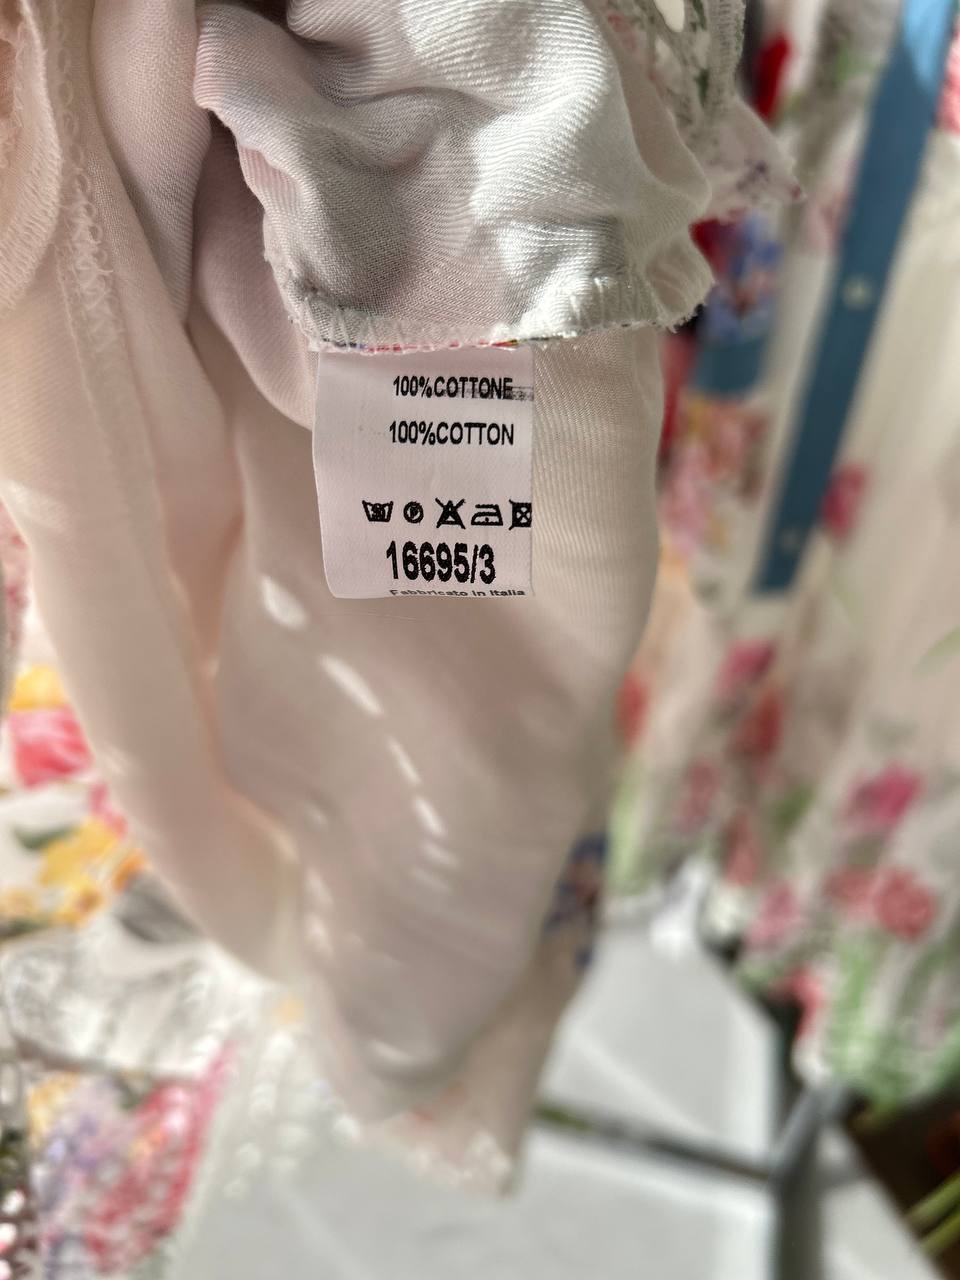 100%COTTONE
100%COTTON
16695/3
Fabbricato in Italia